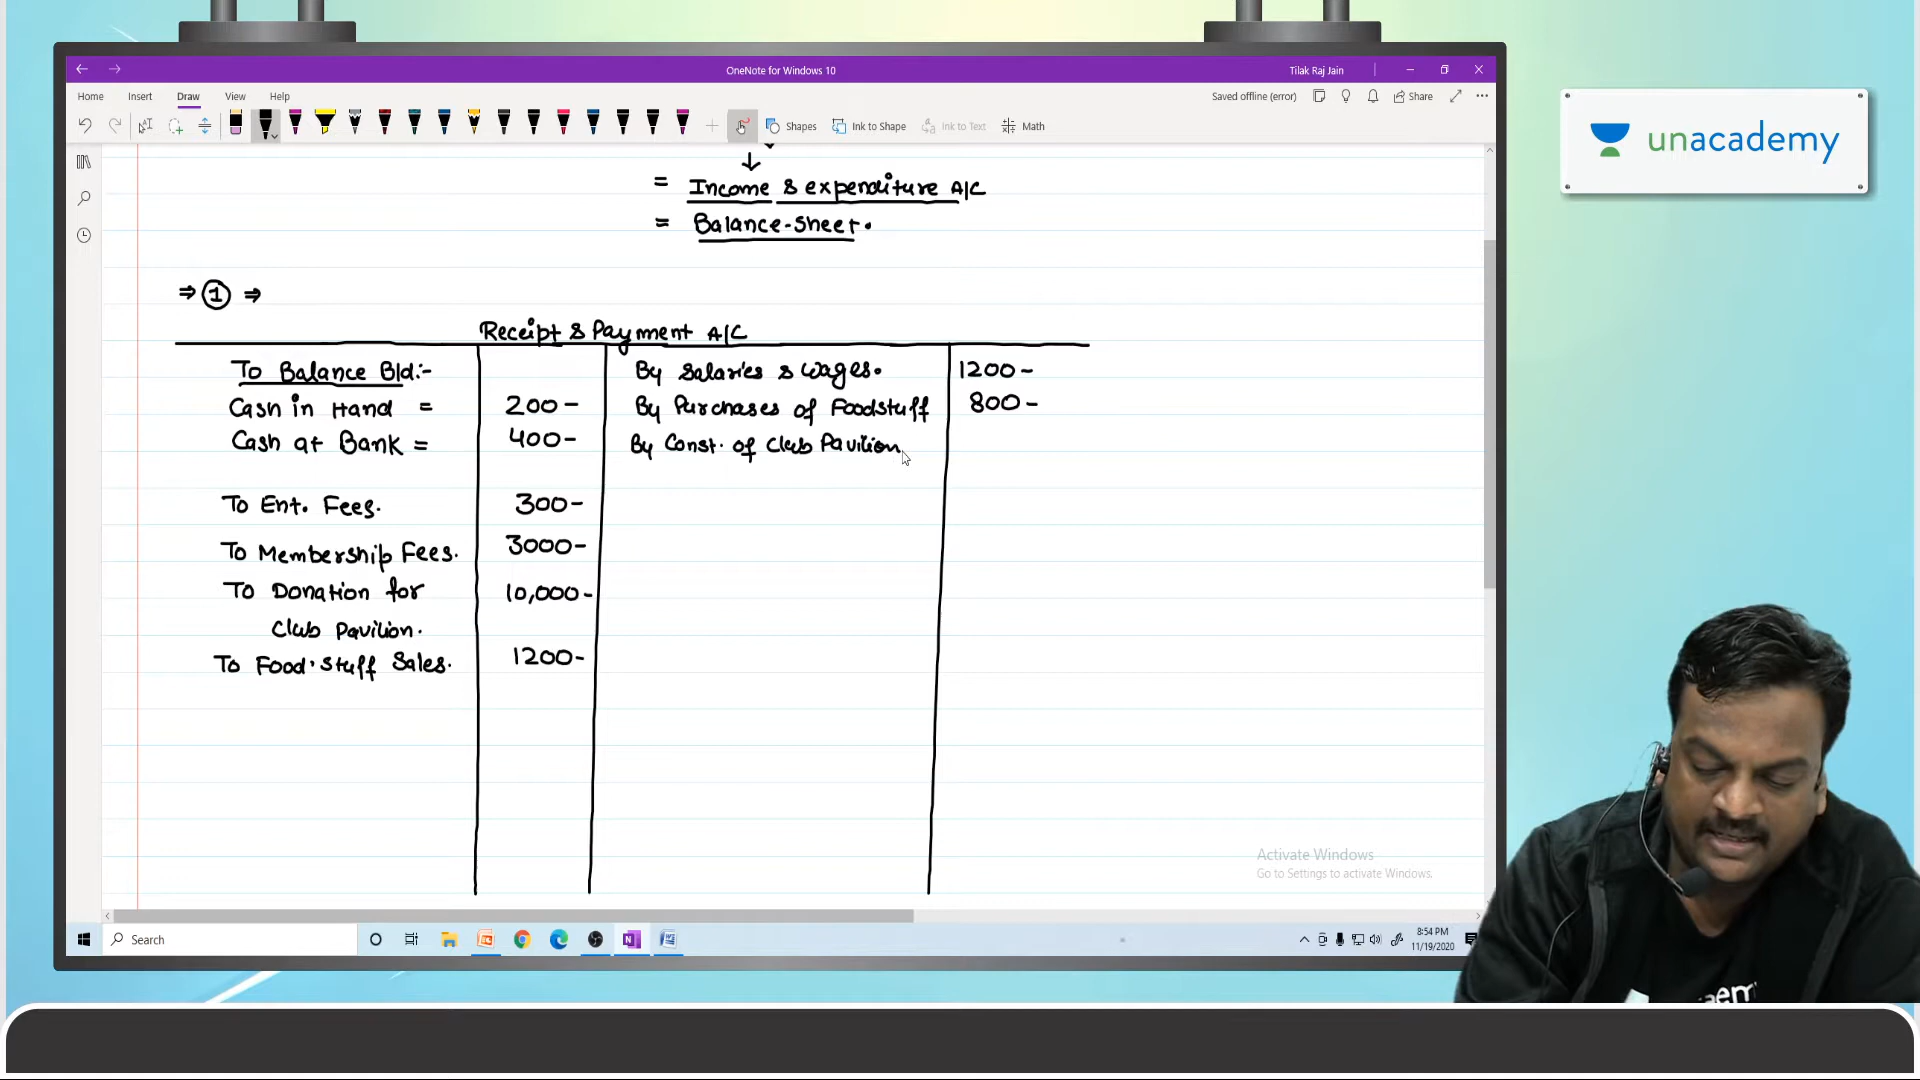 OneNote for Windows 10
Tilak Raj Jain
Home Insert Draw View Help
Saved offline (error) Share
Shapes Ink to Shape Ink to Text Math
unacademy
= Income & expenditure A/C
= Balance-Sheet.
⇒ 1 ⇒
Receipt & Payment A/C
To Balance B/d:- By Salaries & Wages. 1200-
Cash in Hand = 200- By Purchases of Foodstuff 800-
Cash at Bank = 400- By Const. of Club Pavilion
To Ent. Fees. 300-
To Membership Fees. 3000-
To Donation for 10,000-
Club Pavilion.
To Food-Stuff Sales. 1200-
Activate Windows
Go to Settings to activate Windows.
Search
8:54 PM
11/19/2020